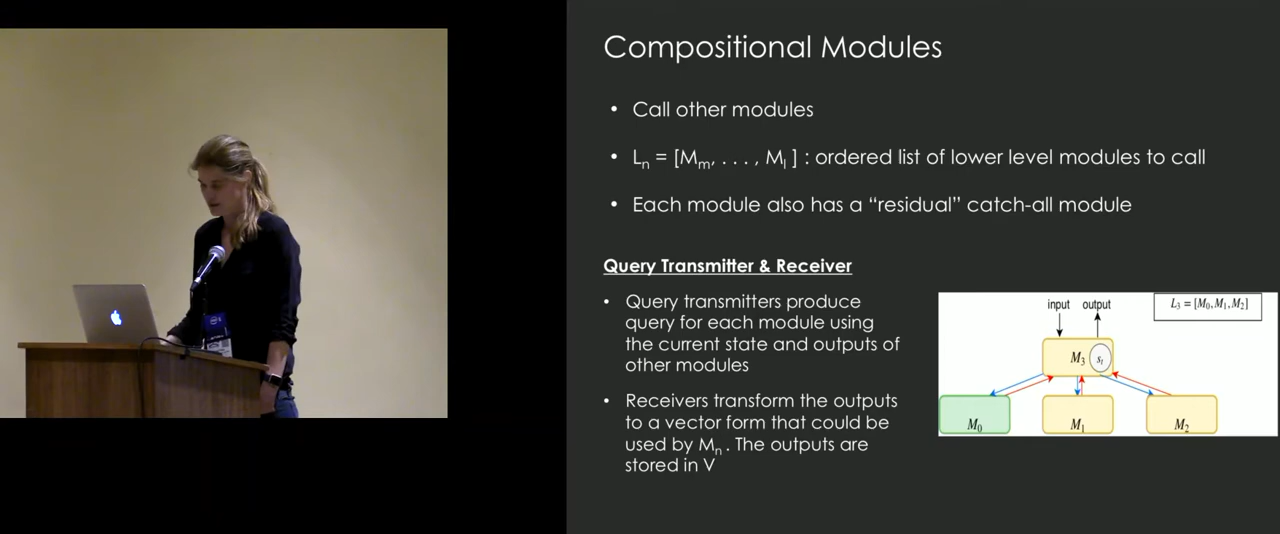 Compositional Modules
• Call other modules
• Lₙ = [Mₘ, . . . , Mₗ ] : ordered list of lower level modules to call
• Each module also has a “residual” catch-all module
Query Transmitter & Receiver
• Query transmitters produce
query for each module using
the current state and outputs of
other modules
• Receivers transform the outputs
to a vector form that could be
used by Mₙ . The outputs are
stored in V
input output
L₃ = [M₀, M₁, M₂]
M₃ sₜ
M₀ M₁ M₂